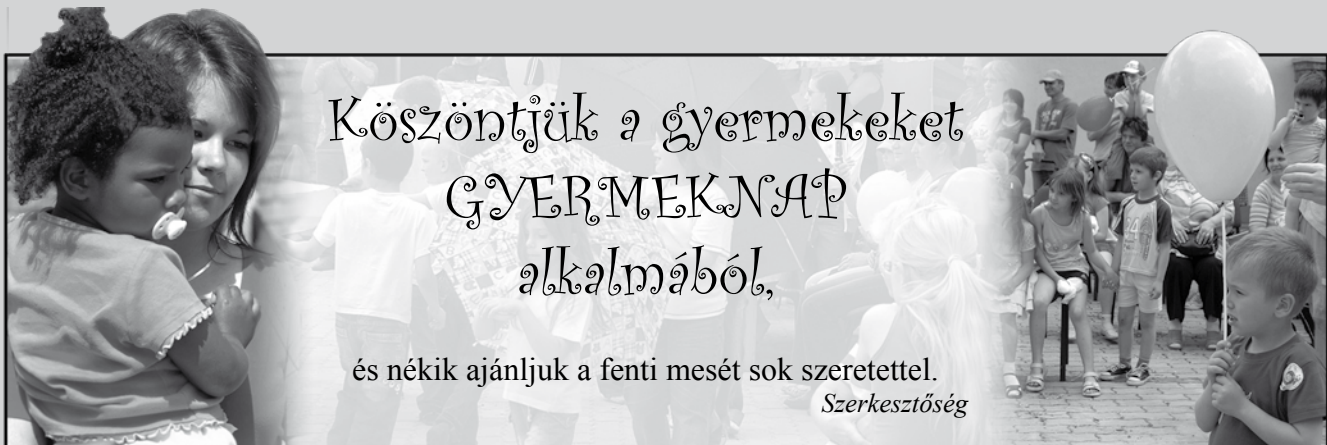 Köszöntjük a gyermekeket
GYERMEKNAP
alkalmából,
és nékik ajánljuk a fenti mesét sok szeretettel.
Szerkesztőség